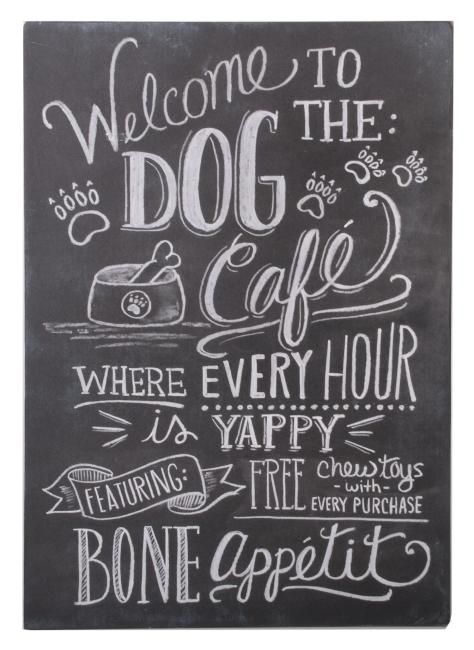 Welcome TO
THE:
DOG
Café
WHERE EVERY HOUR
is YAPPY
FEATURING:
FREE chew toys
-with-
EVERY PURCHASE
BONE appétit